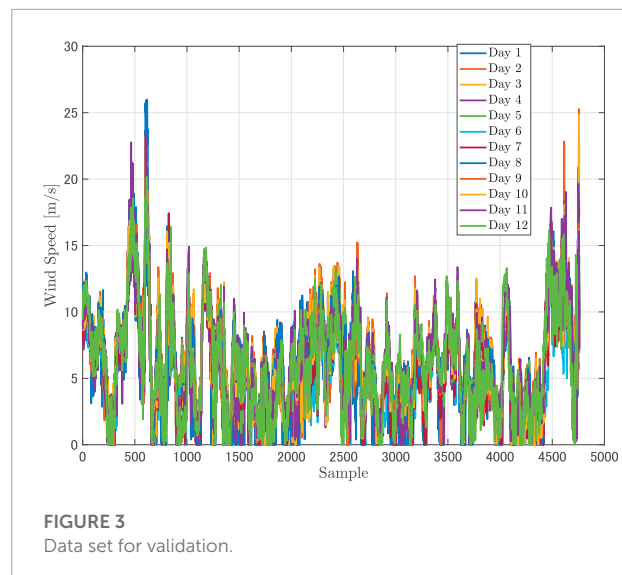 30
25
20
15
10
5
0
Wind Speed [m/s]
Day 1
Day 2
Day 3
Day 4
Day 5
Day 6
Day 7
Day 8
Day 9
Day 10
Day 11
Day 12
0 500 1000 1500 2000 2500 3000 3500 4000 4500 5000
Sample
FIGURE 3
Data set for validation.